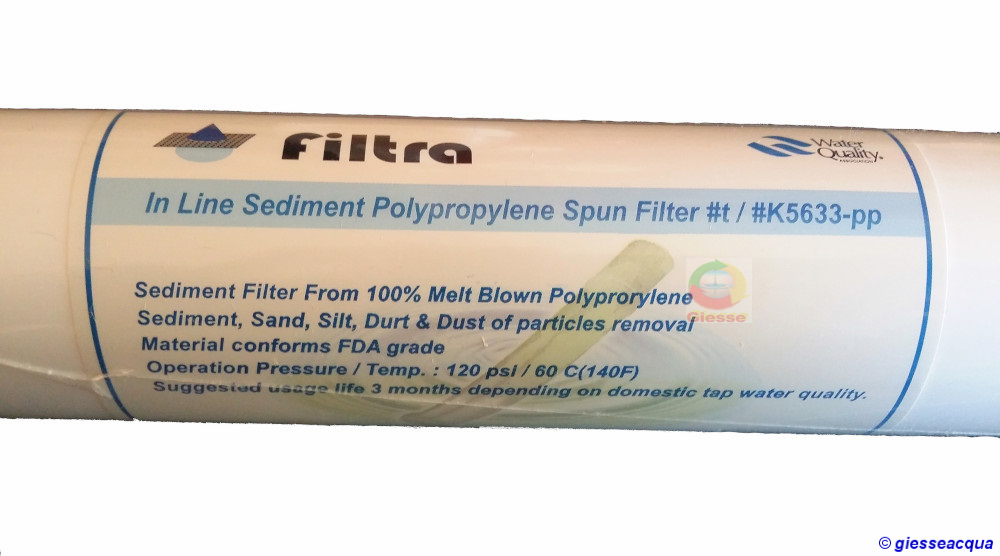 Filtra
Water
Quality®
ASSOCIATION
In Line Sediment Polypropylene Spun Filter #t / #K5633-pp
Sediment Filter From 100% Melt Blown Polyprorylene
Giesse
Sediment, Sand, Silt, Durt & Dust of particles removal
Material conforms FDA grade
Operation Pressure / Temp. : 120 psi / 60 C(140F)
Suggested usage life 3 months depending on domestic tap water quality.
© giesseacqua